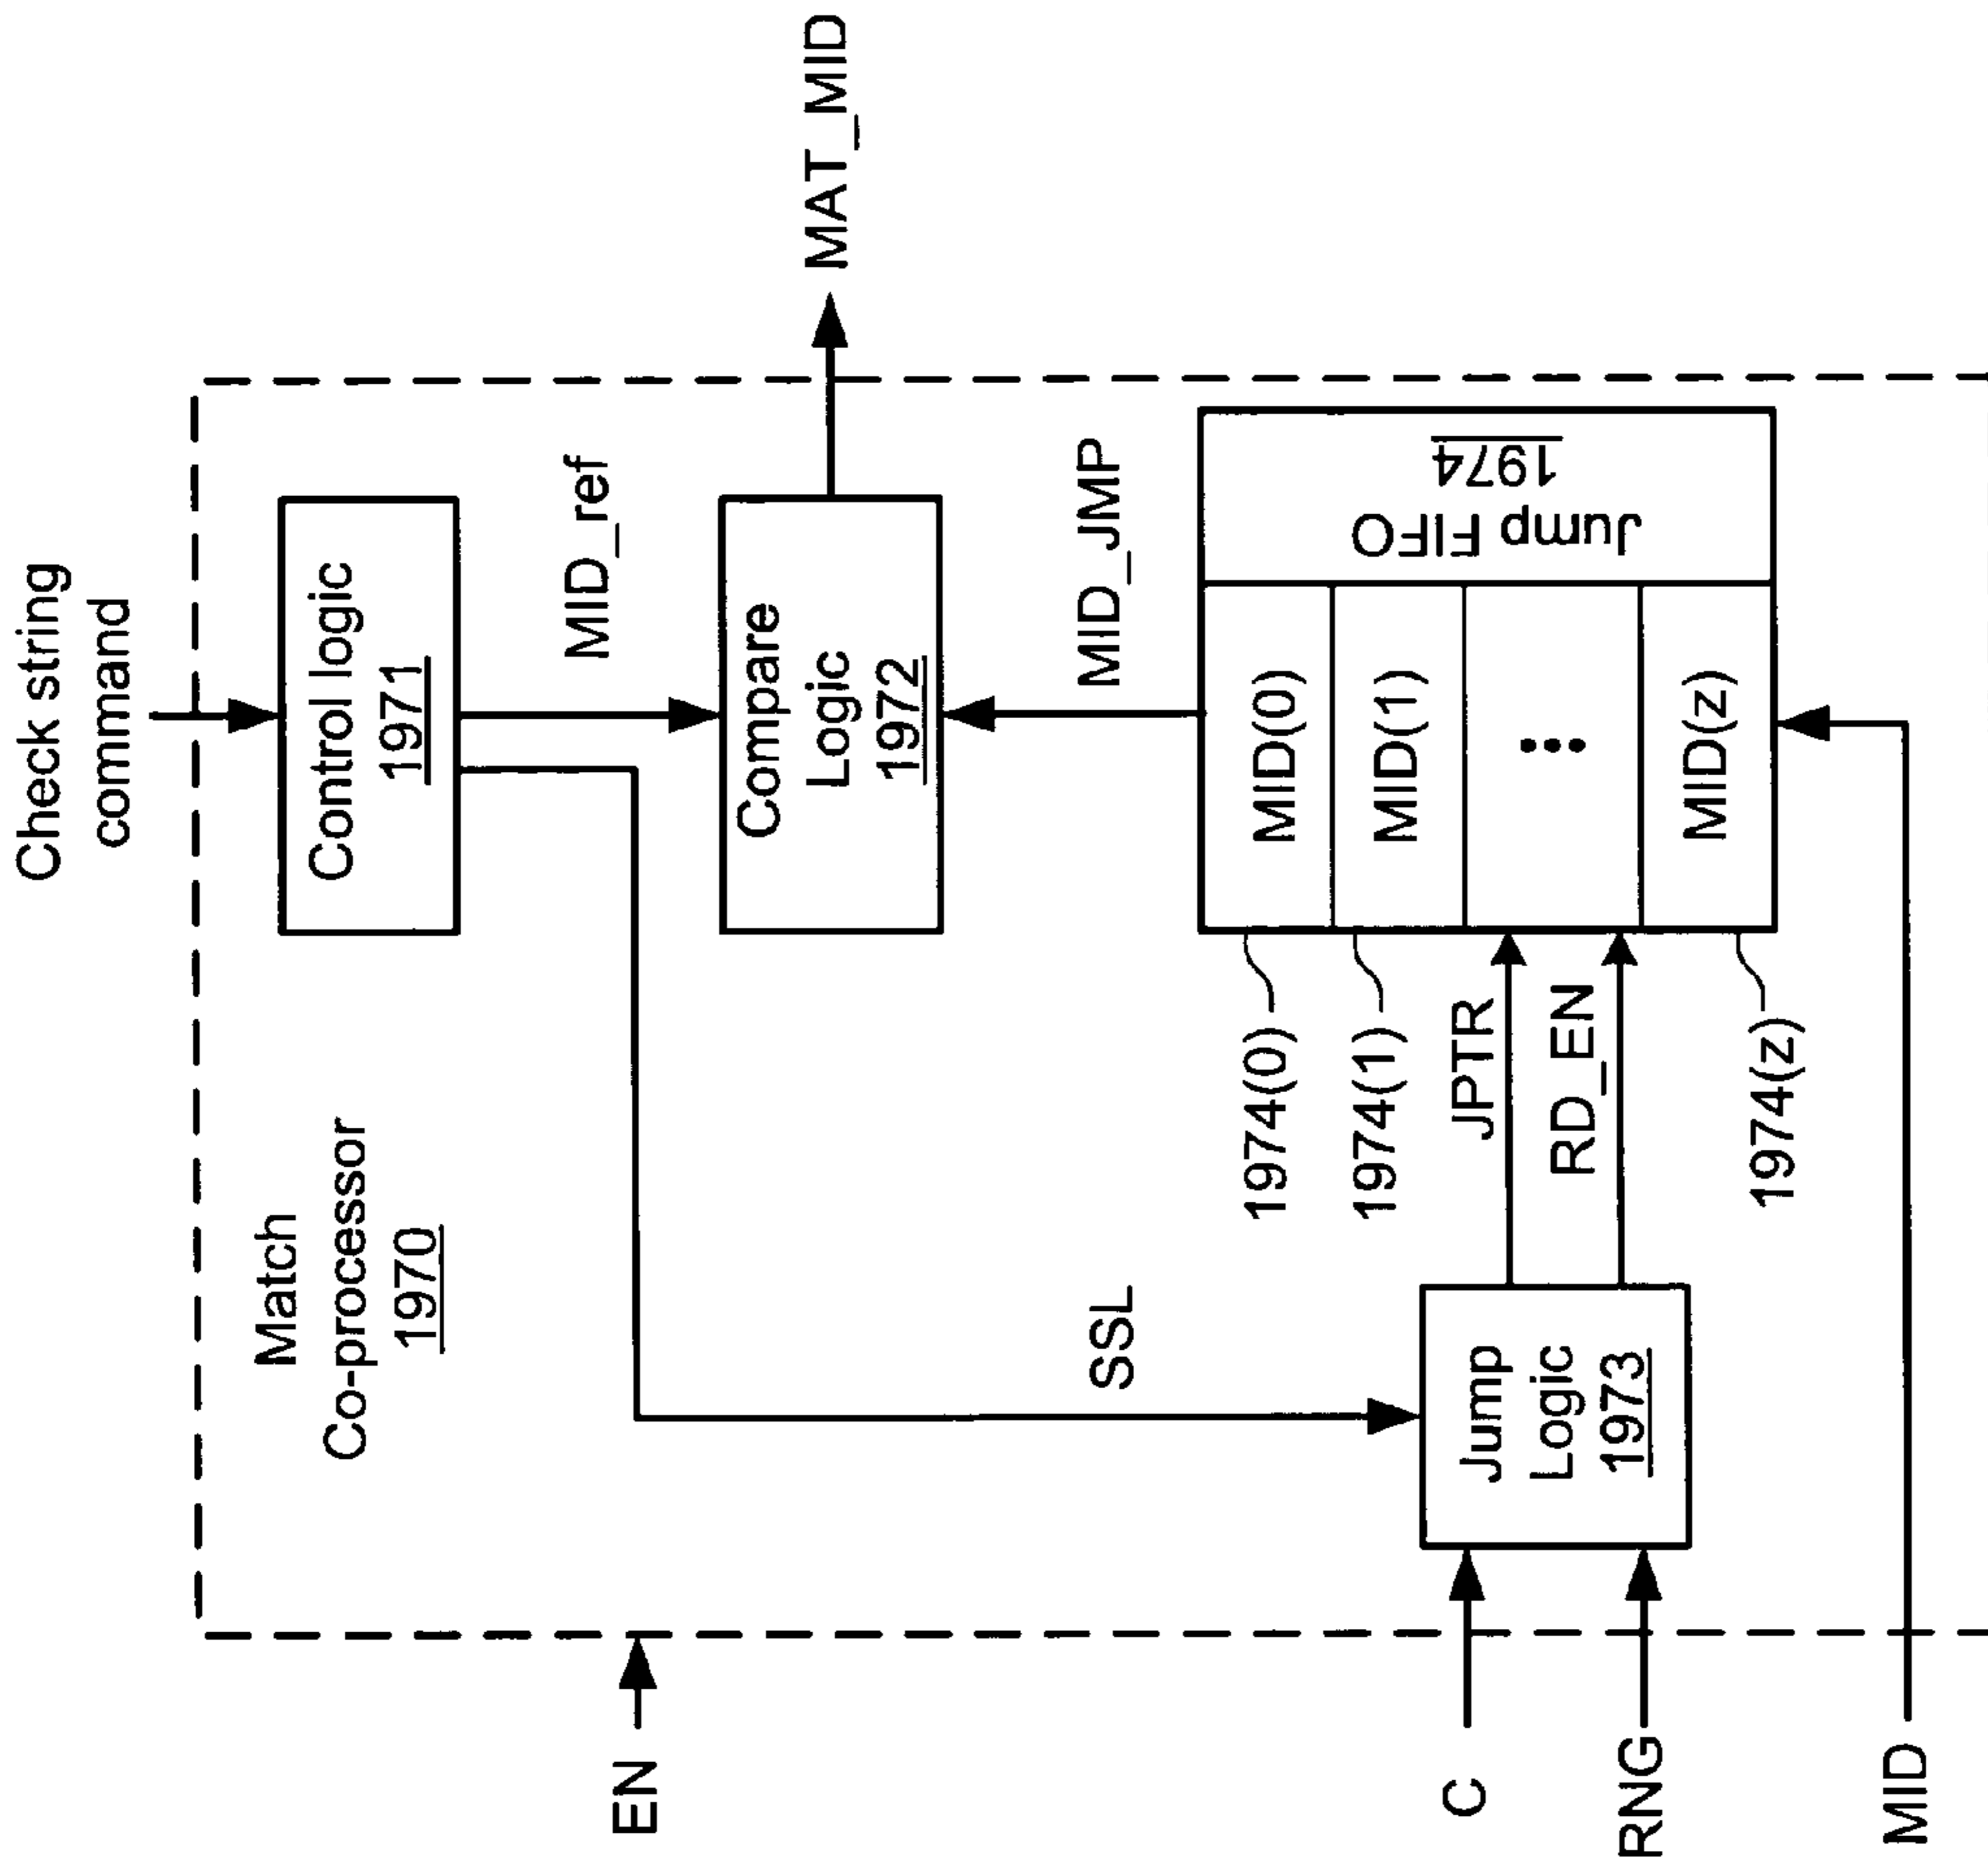 Check string
command
Match
Co-processor
1970
Control logic
1971
MID_ref
EN
Compare
Logic
1972
MAT_MID
SSL
MID_JMP
Jump
Logic
1973
C
RNG
JPTR
RD_EN
1974(0)
1974(1)
1974(z)
MID(0)
MID(1)
MID(z)
Jump FIFO
1974
MID